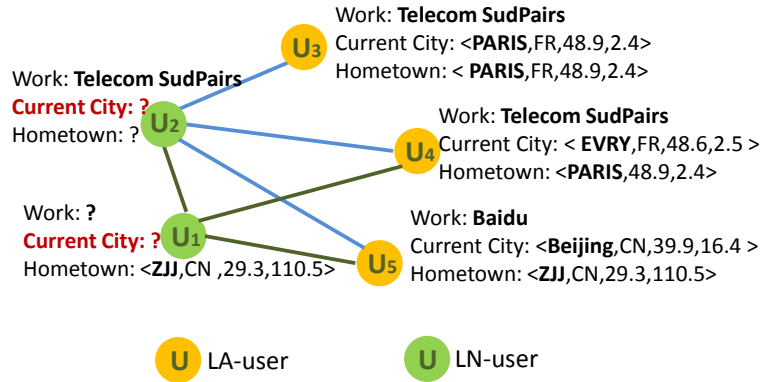 Work: Telecom SudPairs
Current City: <PARIS,FR,48.9,2.4>
Hometown: < PARIS,FR,48.9,2.4>
U3
Work: Telecom SudPairs
Current City: ?
Hometown: ?
U2
Work: Telecom SudPairs
Current City: < EVRY,FR,48.6,2.5 >
Hometown: <PARIS,48.9,2.4>
U4
Work: ?
Current City: ?
Hometown: <ZJJ,CN ,29.3,110.5>
U1
Work: Baidu
Current City: <Beijing,CN,39.9,16.4 >
Hometown: <ZJJ,CN,29.3,110.5>
U5
U LA-user
U LN-user